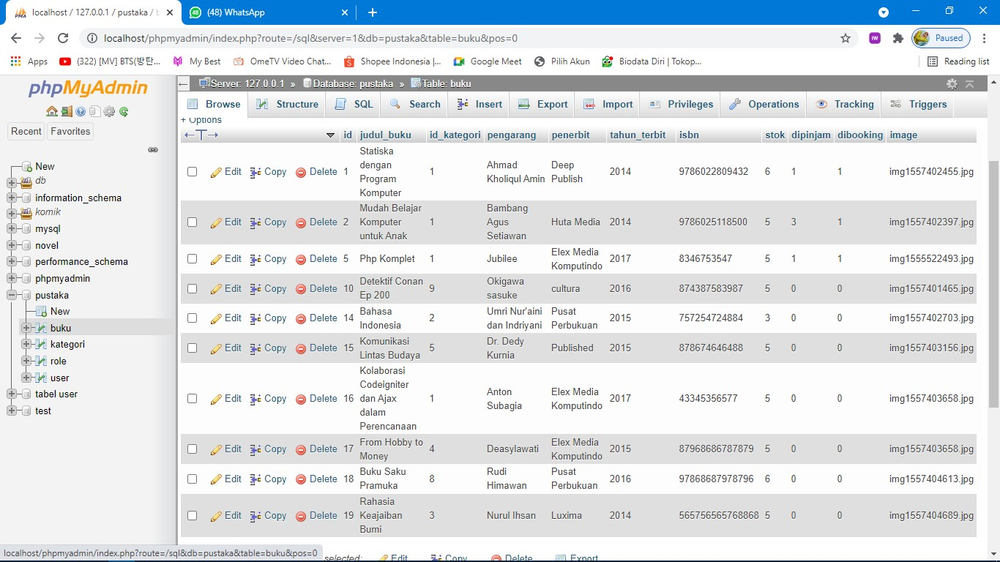 localhost / 127.0.0.1 / pustaka / b
(48) WhatsApp
localhost/phpmyadmin/index.php?route=/sql&server=1&db=pustaka&table=buku&pos=0
Paused
Apps
(322) [MV] BTS(방탄...
My Best
OmeTV Video Chat...
Shopee Indonesia |...
Google Meet
Pilih Akun
Biodata Diri | Tokop...
Reading list
phpMyAdmin
Recent
Favorites
New
db
information_schema
komik
mysql
novel
performance_schema
phpmyadmin
pustaka
New
buku
kategori
role
user
tabel user
test
Server: 127.0.0.1 » Database: pustaka » Table: buku
Browse Structure SQL Search Insert Export Import Privileges Operations Tracking Triggers
+ Options
←T→ id judul_buku id_kategori pengarang penerbit tahun_terbit isbn stok dipinjam dibooking image
Edit Copy Delete 1 Statiska dengan Program Komputer 1 Ahmad Kholiqul Amin Deep Publish 2014 9786022809432 6 1 1 img1557402455.jpg
Edit Copy Delete 2 Mudah Belajar Komputer untuk Anak 1 Bambang Agus Setiawan Huta Media 2014 9786025118500 5 3 1 img1557402397.jpg
Edit Copy Delete 5 Php Komplet 1 Jubilee Elex Media Komputindo 2017 8346753547 5 1 1 img1555522493.jpg
Edit Copy Delete 10 Detektif Conan Ep 200 9 Okigawa sasuke cultura 2016 874387583987 5 0 0 img1557401465.jpg
Edit Copy Delete 14 Bahasa Indonesia 2 Umri Nur'aini dan Indriyani Pusat Perbukuan 2015 757254724884 3 0 0 img1557402703.jpg
Edit Copy Delete 15 Komunikasi Lintas Budaya 5 Dr. Dedy Kurnia Published 2015 878674646488 5 0 0 img1557403156.jpg
Edit Copy Delete 16 Kolaborasi Codeigniter dan Ajax dalam Perencanaan 1 Anton Subagia Elex Media Komputindo 2017 43345356577 5 0 0 img1557403658.jpg
Edit Copy Delete 17 From Hobby to Money 4 Deasylawati Elex Media Komputindo 2015 87968686787879 5 0 0 img1557403658.jpg
Edit Copy Delete 18 Buku Saku Pramuka 8 Rudi Himawan Pusat Perbukuan 2016 97868687978796 6 0 0 img1557404613.jpg
Edit Copy Delete 19 Rahasia Keajaiban Bumi 3 Nurul Ihsan Luxima 2014 565756565768868 5 0 0 img1557404689.jpg
localhost/phpmyadmin/index.php?route=/sql&db=pustaka&table=buku&pos=0
selected: Edit Copy Delete Export